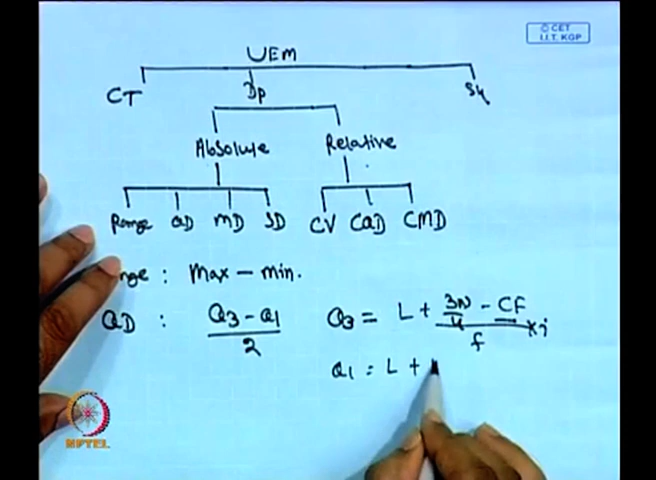 © CET
I.I.T. KGP
UEM
CT Dp Sk
Absolute Relative
Range QD MD SD CV CQD CMD
nge : Max – min.
QD : Q3 – Q1 / 2 Q3 = L + 3N/4 – CF / f × i
Q1 = L +
NPTEL